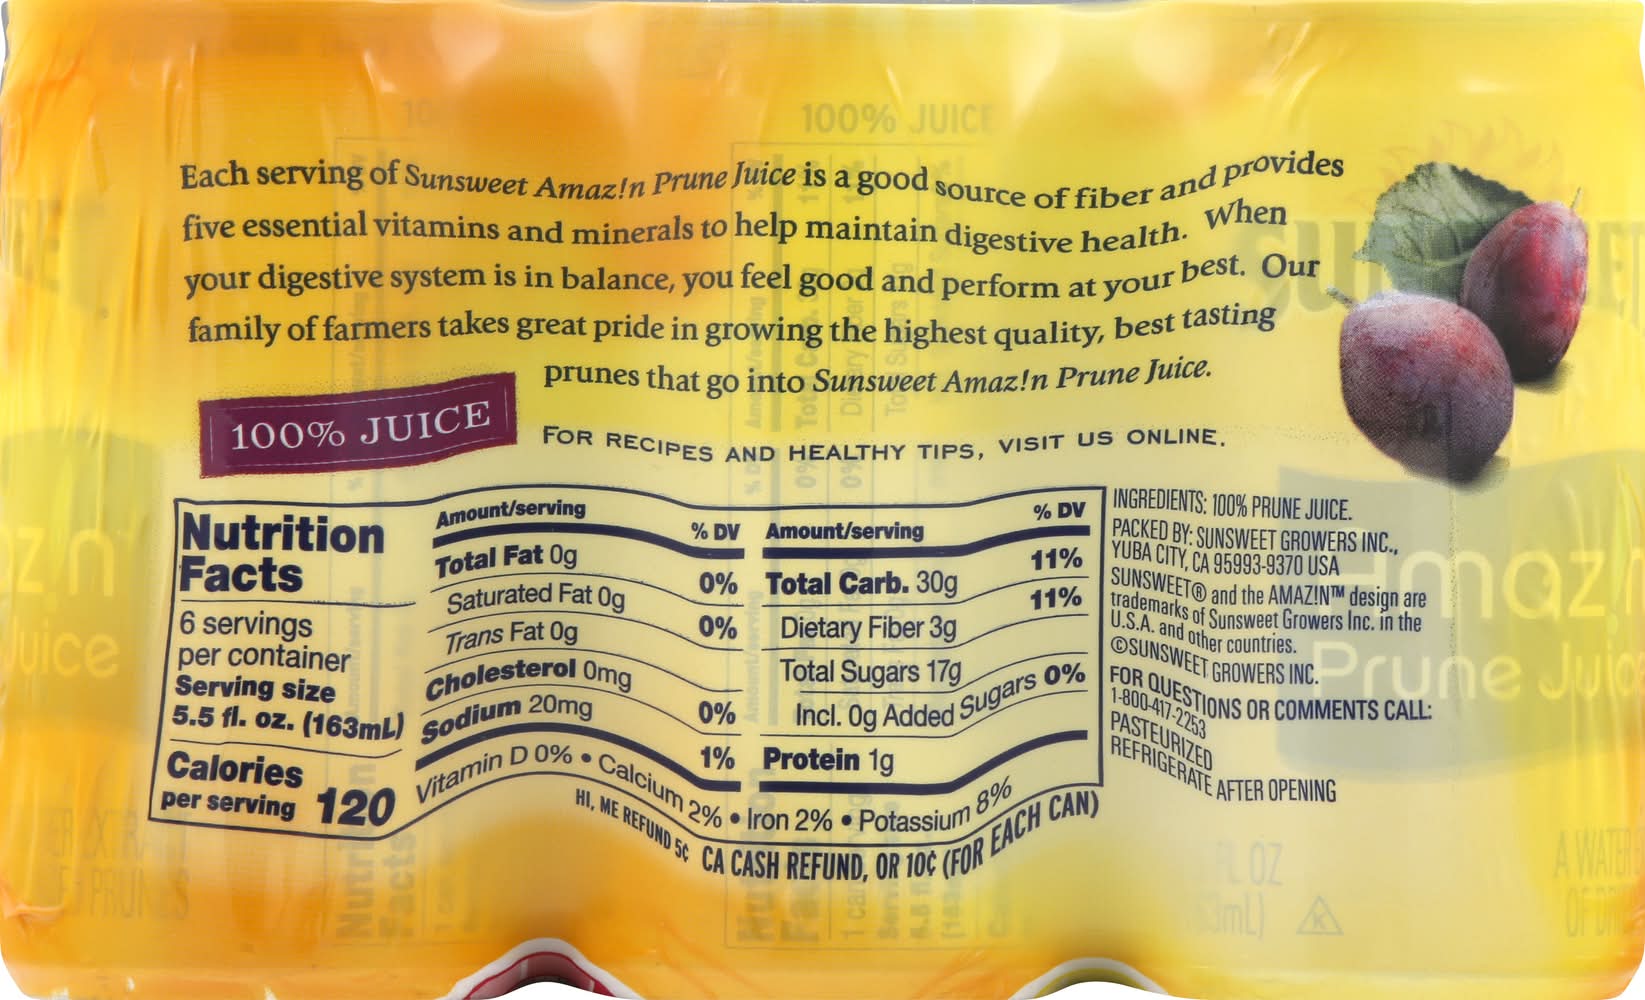 Each serving of Sunsweet Amaz!n Prune Juice is a good source of fiber and provides
five essential vitamins and minerals to help maintain digestive health. When
your digestive system is in balance, you feel good and perform at your best. Our
family of farmers takes great pride in growing the highest quality, best tasting
prunes that go into Sunsweet Amaz!n Prune Juice.
100% JUICE
FOR RECIPES AND HEALTHY TIPS, VISIT US ONLINE.
Nutrition
Facts
6 servings
per container
Serving size
5.5 fl. oz. (163mL)
Calories
per serving 120
Amount/serving % DV
Total Fat 0g 0%
Saturated Fat 0g 0%
Trans Fat 0g
Cholesterol 0mg 0%
Sodium 20mg 1%
Amount/serving % DV
Total Carb. 30g 11%
Dietary Fiber 3g 11%
Total Sugars 17g
Incl. 0g Added Sugars 0%
Protein 1g
Vitamin D 0% • Calcium 2% • Iron 2% • Potassium 8%
HI, ME REFUND 5¢ CA CASH REFUND, OR 10¢ (FOR EACH CAN)
INGREDIENTS: 100% PRUNE JUICE.
PACKED BY: SUNSWEET GROWERS INC.,
YUBA CITY, CA 95993-9370 USA
SUNSWEET® and the AMAZ!N™ design are
trademarks of Sunsweet Growers Inc. in the
U.S.A. and other countries.
©SUNSWEET GROWERS INC.
FOR QUESTIONS OR COMMENTS CALL:
1-800-417-2253
PASTEURIZED
REFRIGERATE AFTER OPENING
100% JUICE
Amaz!n
Prune Juice